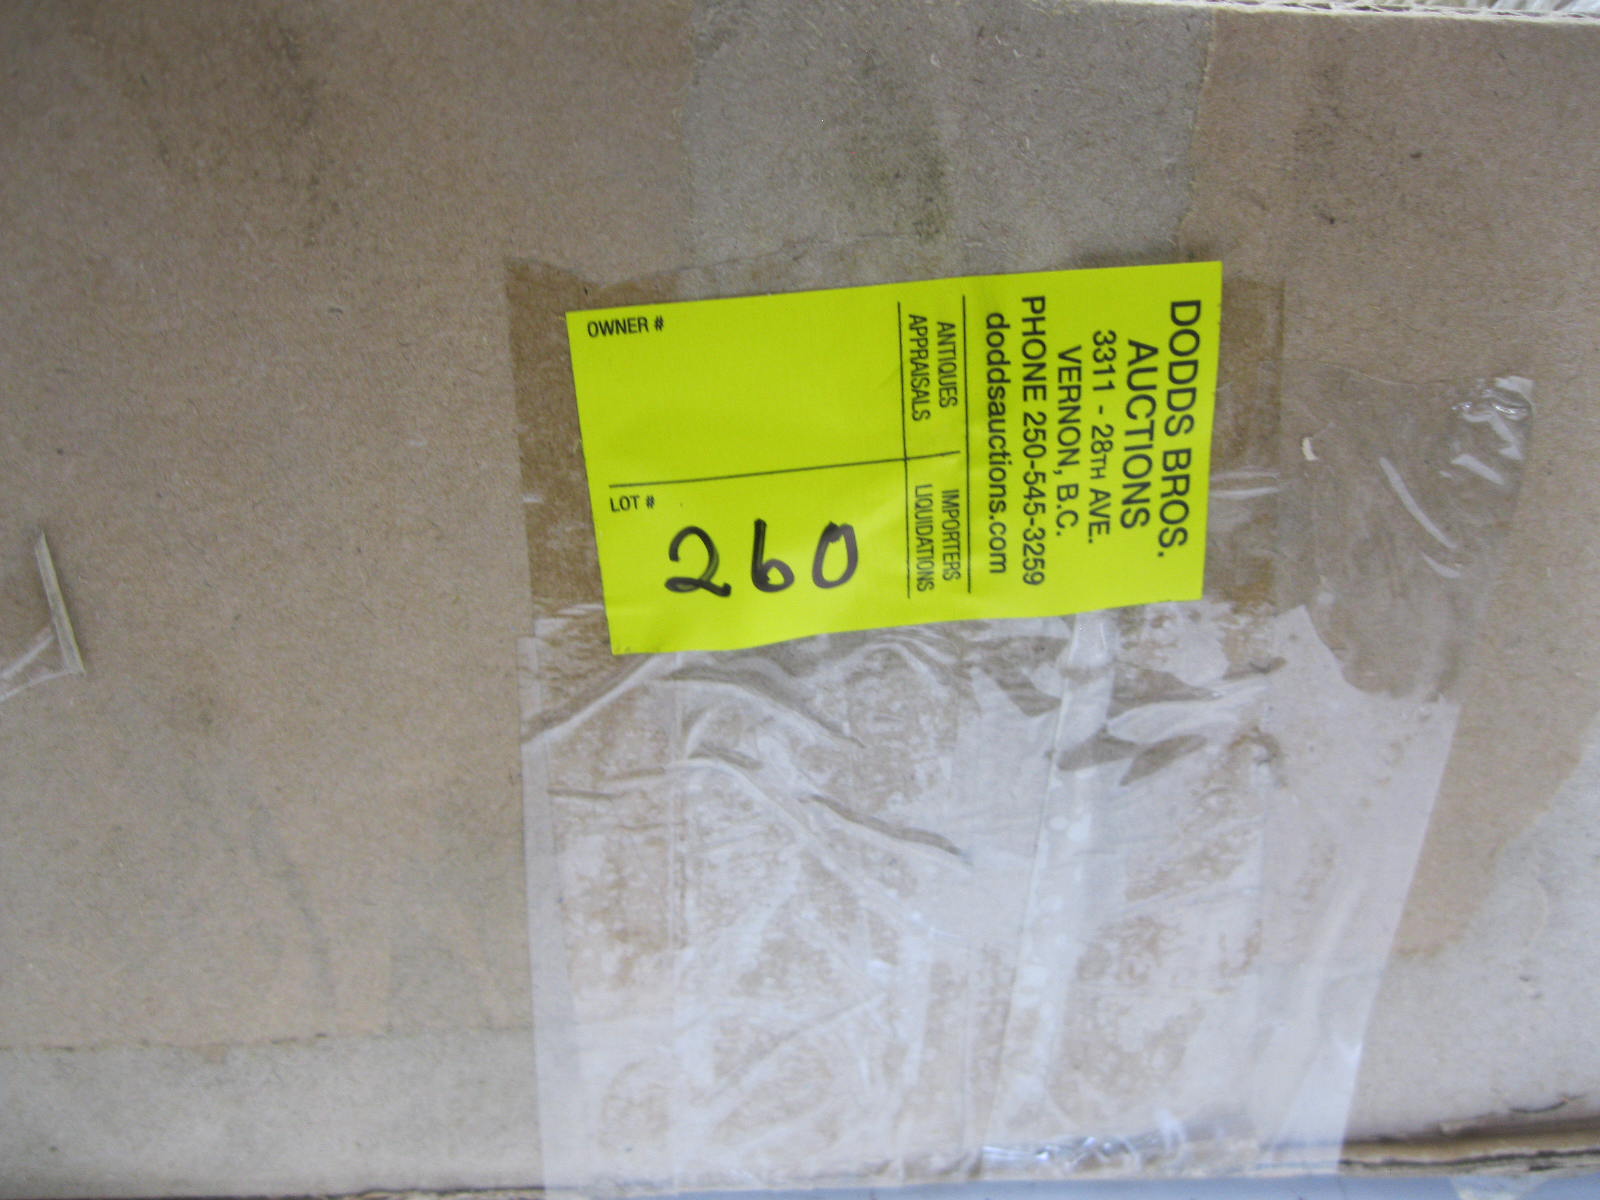 DODDS BROS.
AUCTIONS
3311 - 28TH AVE.
VERNON, B.C.
PHONE 250-545-3259
doddsauctions.com
ANTIQUES IMPORTERS
APPRAISALS LIQUIDATIONS
OWNER #
LOT #
260